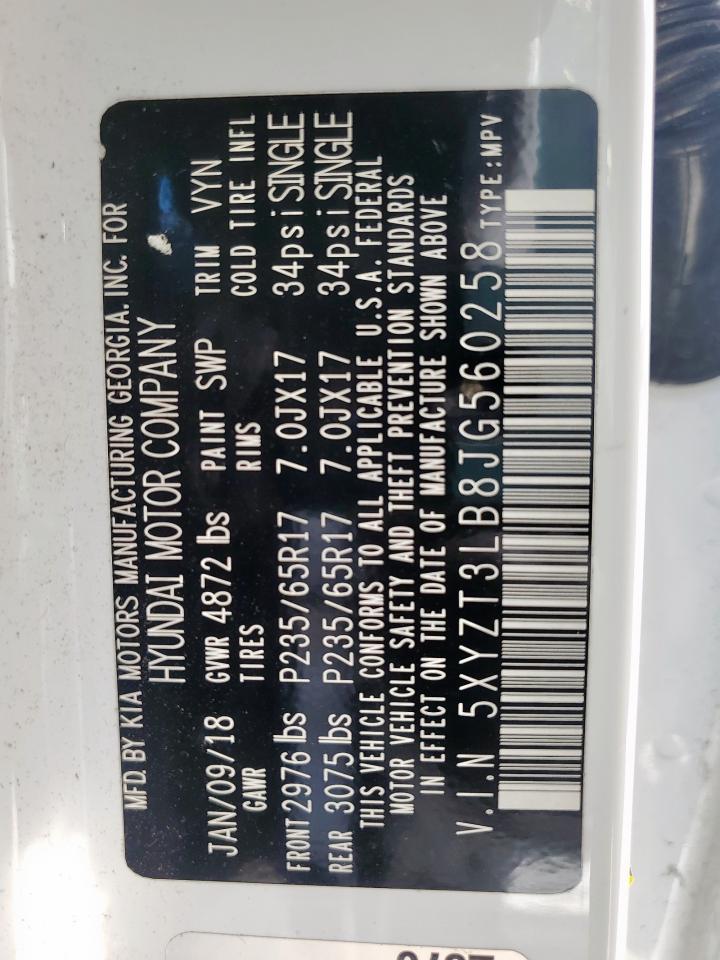 MFD. BY KIA MOTORS MANUFACTURING GEORGIA. INC. FOR
HYUNDAI MOTOR COMPANY
JAN/09/18 GVWR 4872 lbs PAINT SWP TRIM VYN
GAWR TIRES RIMS COLD TIRE INFL
FRONT 2976 lbs P235/65R17 7.0JX17 34psi SINGLE
REAR 3075 lbs P235/65R17 7.0JX17 34psi SINGLE
THIS VEHICLE CONFORMS TO ALL APPLICABLE U.S.A. FEDERAL
MOTOR VEHICLE SAFETY AND THEFT PREVENTION STANDARDS
IN EFFECT ON THE DATE OF MANUFACTURE SHOWN ABOVE
V.I.N 5XYZT3LB8JG560258 TYPE:MPV